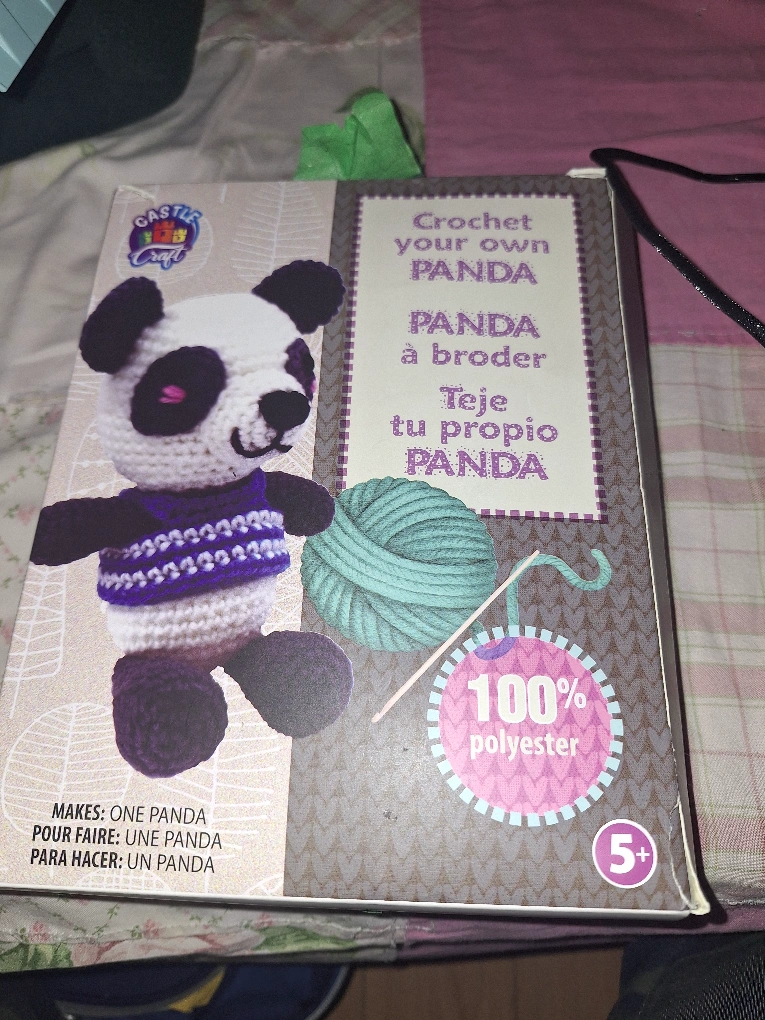 CASTLE
Craft
Crochet
your own
PANDA
PANDA
à broder
Teje
tu propio
PANDA
100%
polyester
MAKES: ONE PANDA
POUR FAIRE: UNE PANDA
PARA HACER: UN PANDA
5+